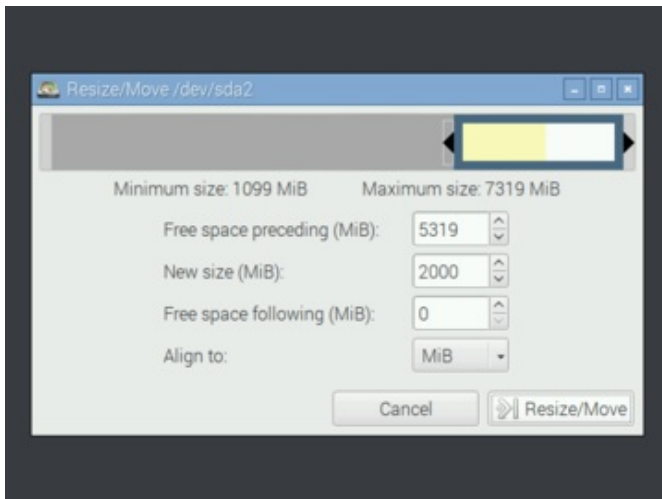 Resize/Move /dev/sda2
Minimum size: 1099 MiB Maximum size: 7319 MiB
Free space preceding (MiB): 5319
New size (MiB): 2000
Free space following (MiB): 0
Align to: MiB
Cancel Resize/Move